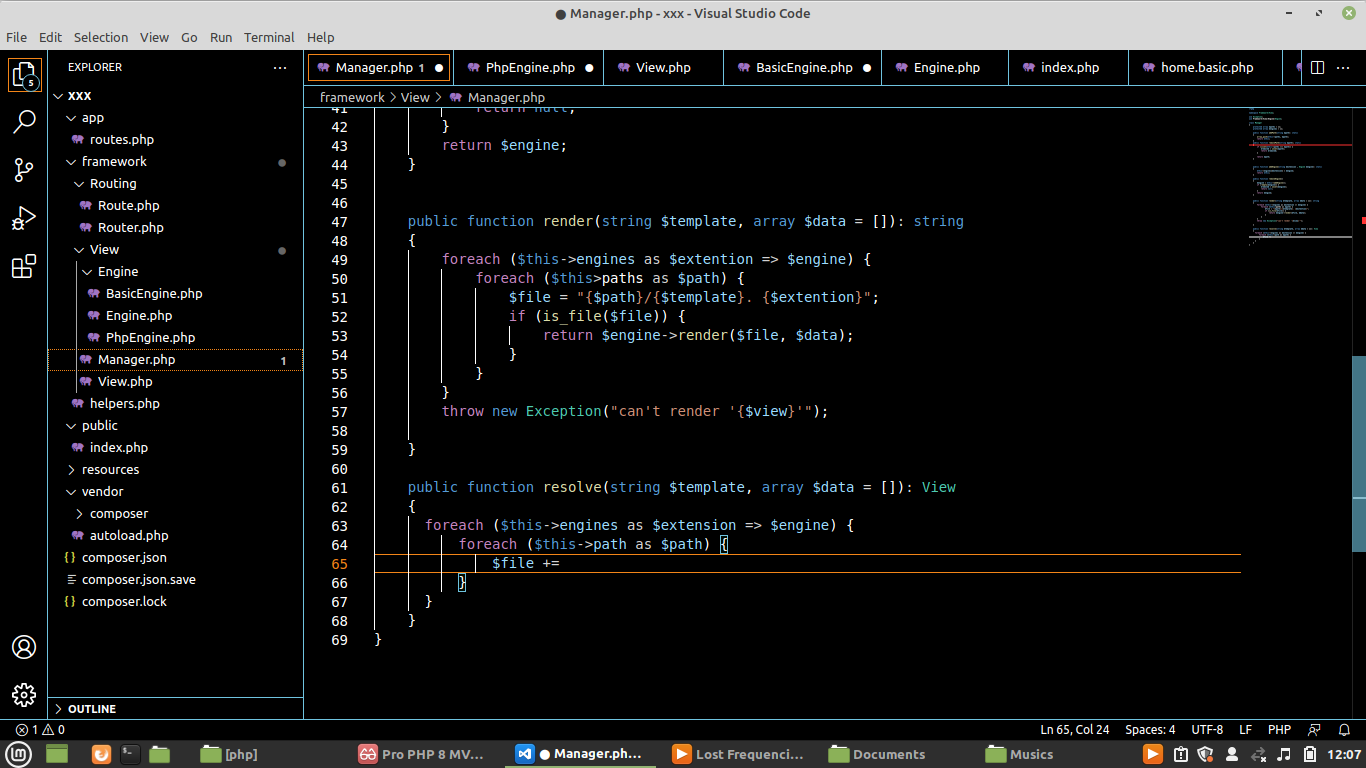 Manager.php - xxx - Visual Studio Code
File Edit Selection View Go Run Terminal Help
EXPLORER
XXX
app
routes.php
framework
Routing
Route.php
Router.php
View
Engine
BasicEngine.php
Engine.php
PhpEngine.php
Manager.php 1
View.php
helpers.php
public
index.php
resources
vendor
composer
autoload.php
composer.json
composer.json.save
composer.lock
OUTLINE
5
Manager.php 1 PhpEngine.php View.php BasicEngine.php Engine.php index.php home.basic.php
framework > View > Manager.php
41 return null;
42 }
43 return $engine;
44 }
45
46
47 public function render(string $template, array $data = []): string
48 {
49 foreach ($this->engines as $extention => $engine) {
50 foreach ($this>paths as $path) {
51 $file = "{$path}/{$template}. {$extention}";
52 if (is_file($file)) {
53 return $engine->render($file, $data);
54 }
55 }
56 }
57 throw new Exception("can't render '{$view}'");
58
59 }
60
61 public function resolve(string $template, array $data = []): View
62 {
63 foreach ($this->engines as $extension => $engine) {
64 foreach ($this->path as $path) {
65 $file +=
66 }
67 }
68 }
69 }
1 0 Ln 65, Col 24 Spaces: 4 UTF-8 LF PHP
[php] Pro PHP 8 MV... Manager.ph... Lost Frequenci... Documents Musics 12:07